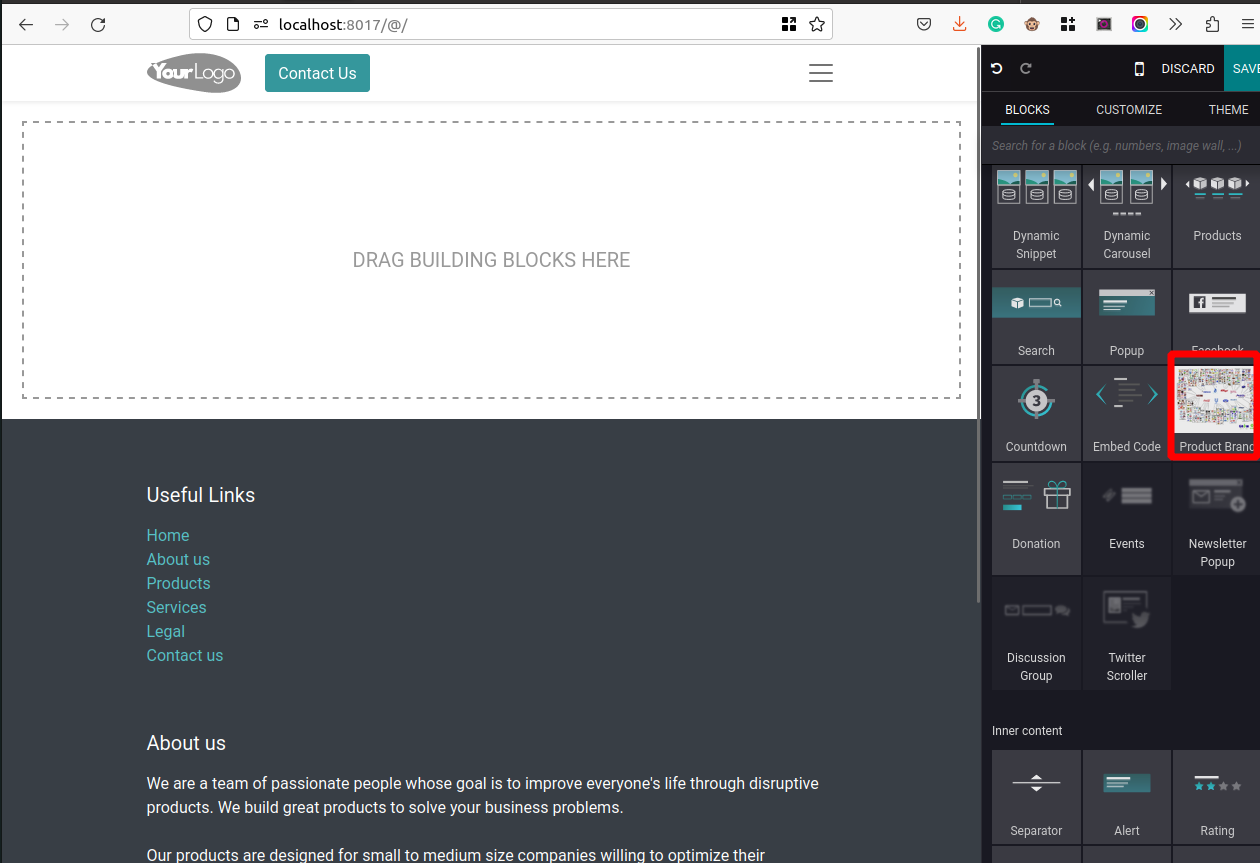 localhost:8017/@/
YourLogo
Contact Us
DISCARD
SAVE
BLOCKS
CUSTOMIZE
THEME
Search for a block (e.g. numbers, image wall, ...)
DRAG BUILDING BLOCKS HERE
Dynamic
Snippet
Dynamic
Carousel
Products
Search
Popup
Facebook
3
Countdown
Embed Code
Product Brand
Donation
Events
Newsletter
Popup
Discussion
Group
Twitter
Scroller
Inner content
Separator
Alert
Rating
Useful Links
Home
About us
Products
Services
Legal
Contact us
About us
We are a team of passionate people whose goal is to improve everyone's life through disruptive
products. We build great products to solve your business problems.
Our products are designed for small to medium size companies willing to optimize their